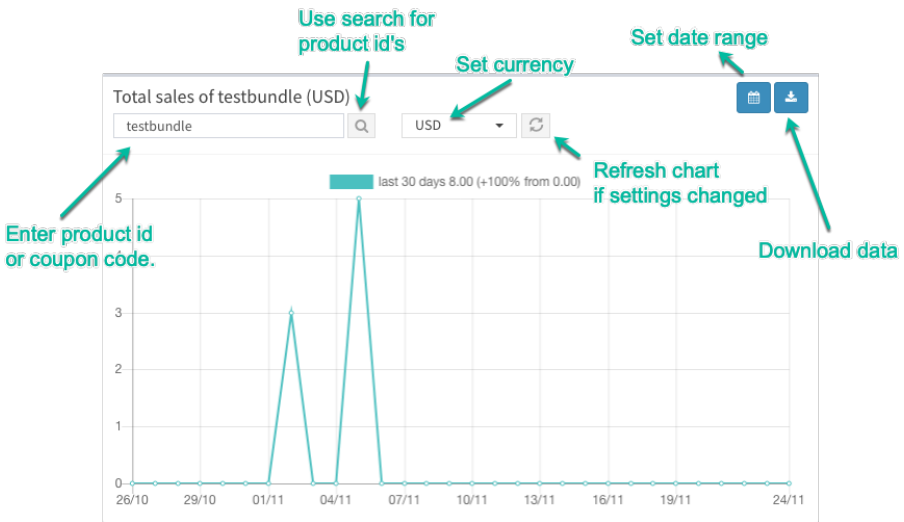 Use search for
product id's
Set currency
Set date range
Total sales of testbundle (USD)
testbundle
USD
Refresh chart
if settings changed
last 30 days 8.00 (+100% from 0.00)
Enter product id
or coupon code.
Download data
5
4
3
2
1
0
26/10 29/10 01/11 04/11 07/11 10/11 13/11 16/11 19/11 24/11